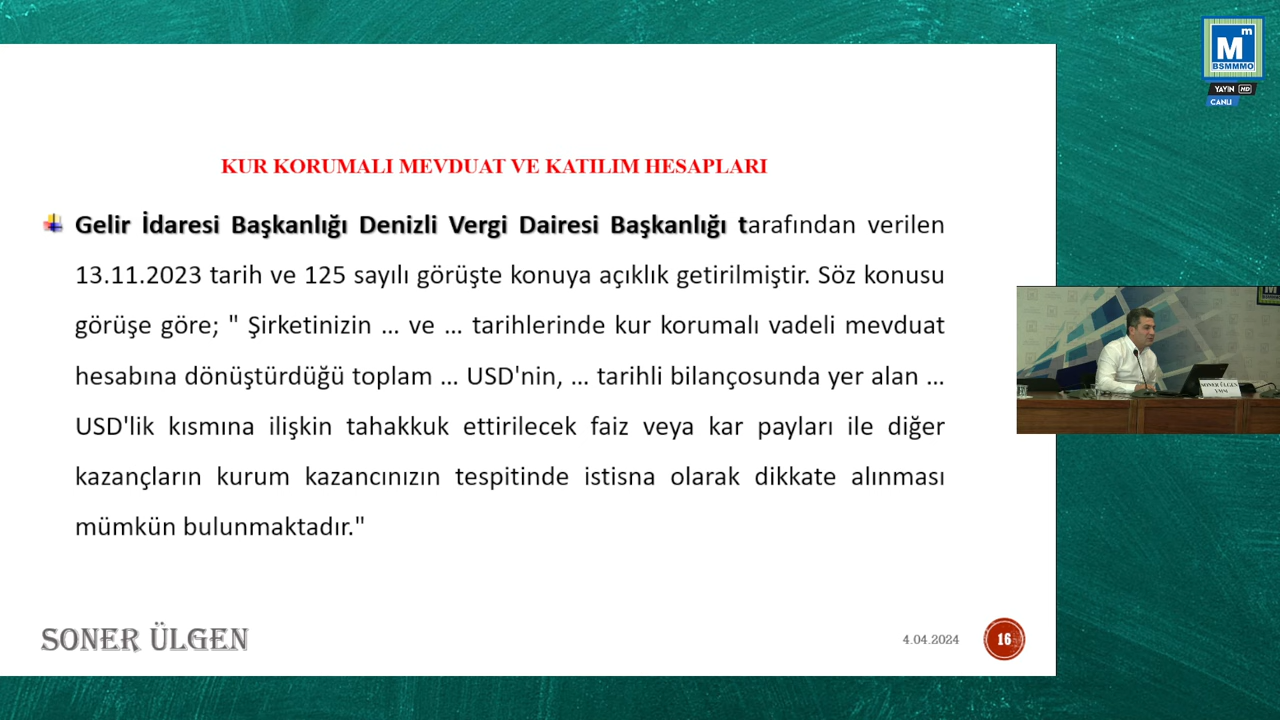 M m
BSMMMO
YAYIN HD
CANLI
KUR KORUMALI MEVDUAT VE KATILIM HESAPLARI
Gelir İdaresi Başkanlığı Denizli Vergi Dairesi Başkanlığı tarafından verilen
13.11.2023 tarih ve 125 sayılı görüşte konuya açıklık getirilmiştir. Söz konusu
görüşe göre; " Şirketinizin ... ve ... tarihlerinde kur korumalı vadeli mevduat
hesabına dönüştürdüğü toplam ... USD'nin, ... tarihli bilançosunda yer alan ...
USD'lik kısmına ilişkin tahakkuk ettirilecek faiz veya kar payları ile diğer
kazançların kurum kazancınızın tespitinde istisna olarak dikkate alınması
mümkün bulunmaktadır."
SONER ÜLGEN
YMM
SONER ÜLGEN
4.04.2024
16